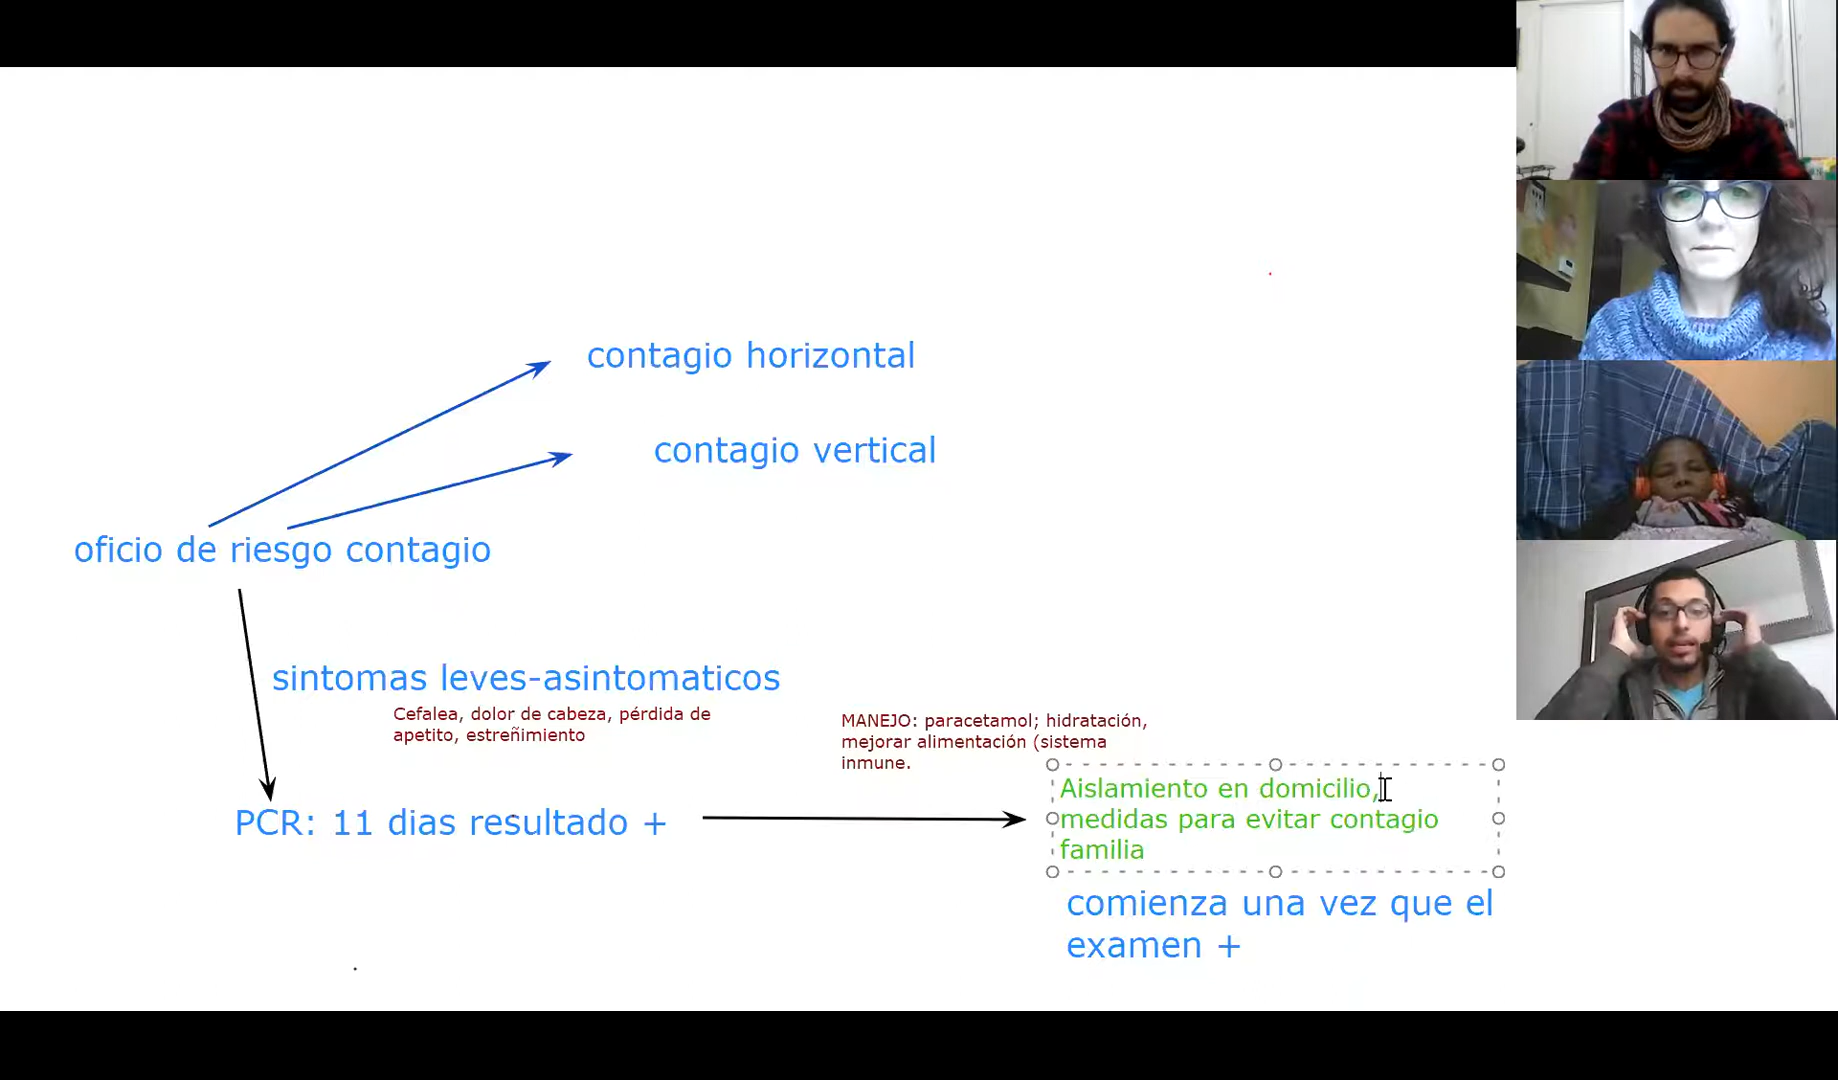 contagio horizontal
contagio vertical
oficio de riesgo contagio
sintomas leves-asintomaticos
Cefalea, dolor de cabeza, pérdida de
apetito, estreñimiento
MANEJO: paracetamol; hidratación,
mejorar alimentación (sistema
inmune.
PCR: 11 dias resultado +
Aislamiento en domicilio,
medidas para evitar contagio
familia
comienza una vez que el
examen +